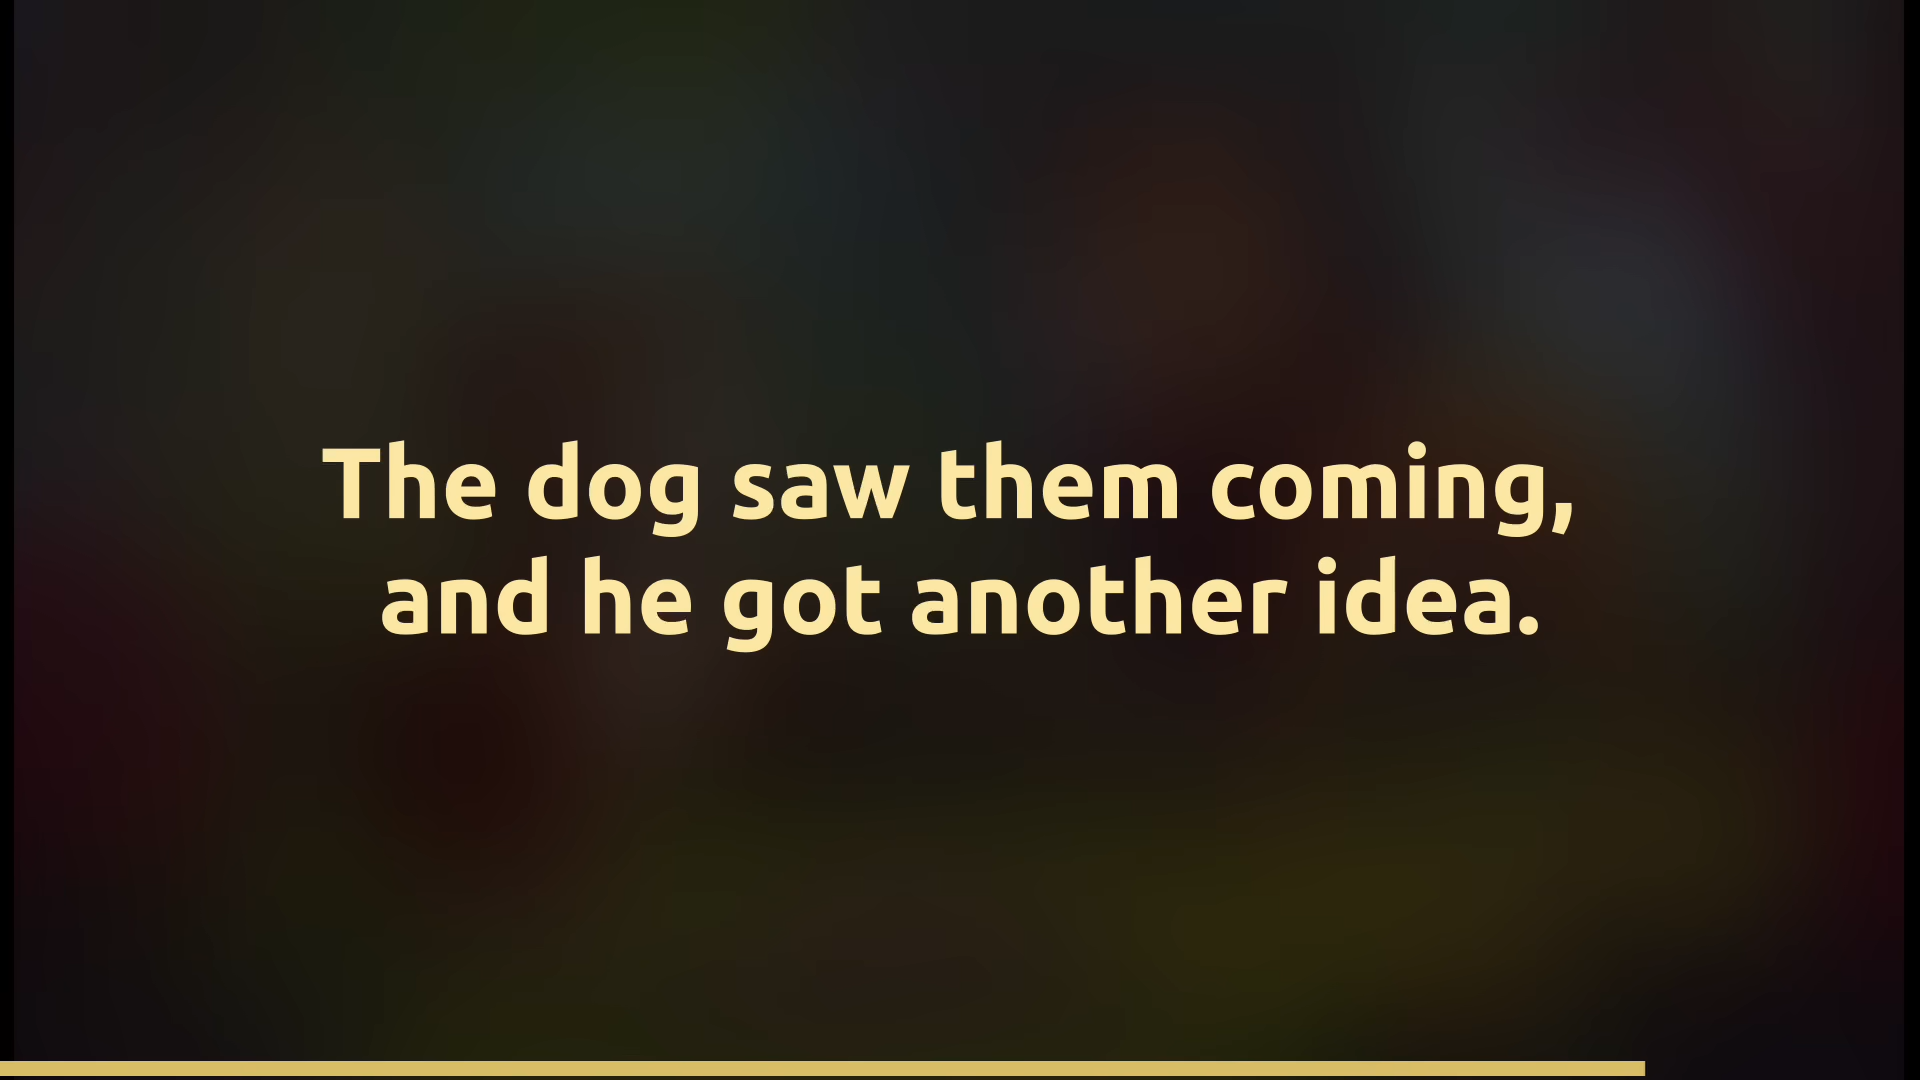 The dog saw them coming,
and he got another idea.